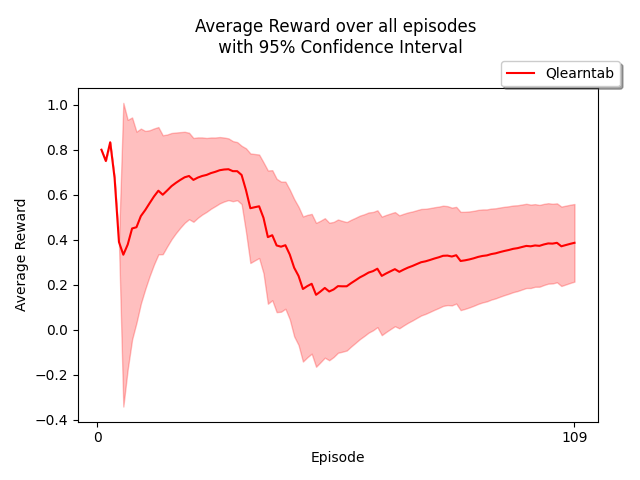 Average Reward over all episodes
with 95% Confidence Interval
Qlearntab
1.0
0.8
0.6
0.4
0.2
0.0
−0.2
−0.4
Average Reward
0
109
Episode